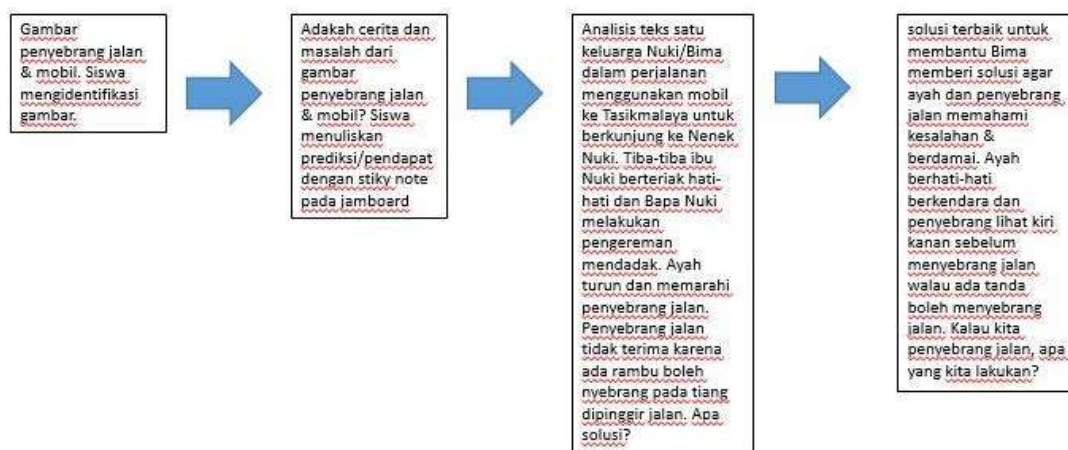 Gambar
penyebrang jalan
& mobil. Siswa
mengidentifikasi
gambar.
Adakah cerita dan
masalah dari
gambar
penyebrang jalan
& mobil? Siswa
menuliskan
prediksi/pendapat
dengan stiky note
pada jamboard
Analisis teks satu
keluarga Nuki/Bima
dalam perjalanan
menggunakan mobil
ke Tasikmalaya untuk
berkunjung ke Nenek
Nuki. Tiba-tiba ibu
Nuki berteriak hati-
hati dan Bapa Nuki
melakukan
pengereman
mendadak. Ayah
turun dan memarahi
penyebrang jalan.
Penyebrang jalan
tidak terima karena
ada rambu boleh
nyebrang pada tiang
dipinggir jalan. Apa
solusi?
solusi terbaik untuk
membantu Bima
memberi solusi agar
ayah dan penyebrang
jalan memahami
kesalahan &
berdamai. Ayah
berhati-hati
berkendara dan
penyebrang lihat kiri
kanan sebelum
menyebrang jalan
walau ada tanda
boleh menyebrang
jalan. Kalau kita
penyebrang jalan, apa
yang kita lakukan?